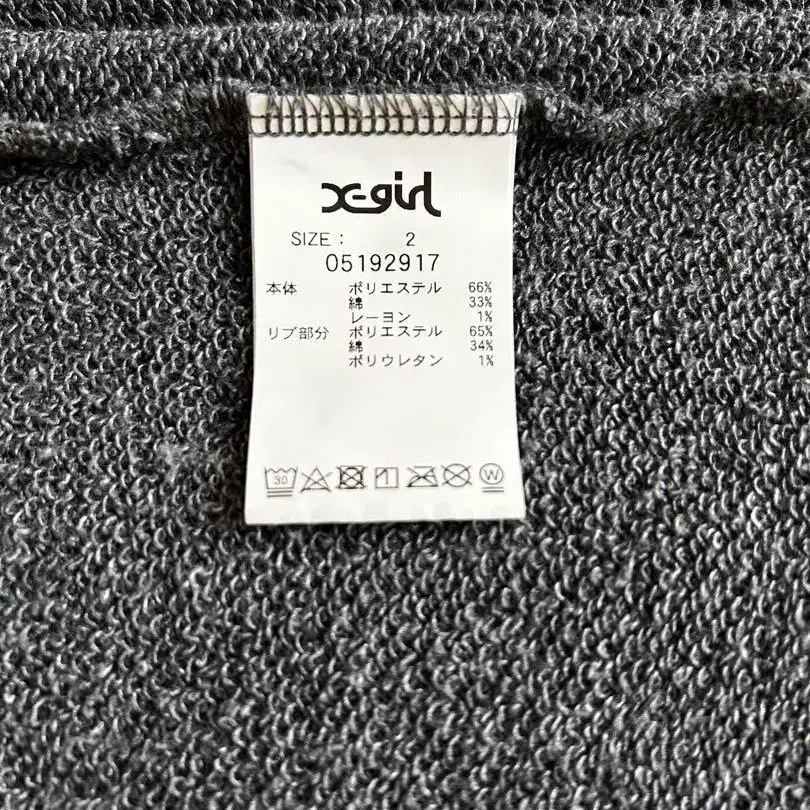 X-girl
SIZE : 2
05192917
本体 ポリエステル 66%
綿 33%
レーヨン 1%
リブ部分 ポリエステル 65%
綿 34%
ポリウレタン 1%
30 W